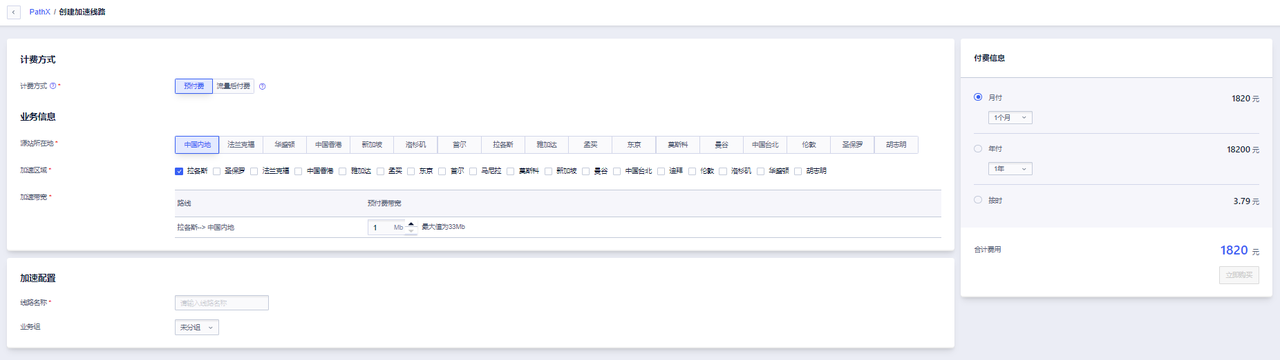 PathX / 创建加速线路
计费方式
计费方式 *
预付费 流量后付费
业务信息
源站所在地 *
中国内地 法兰克福 华盛顿 中国香港 新加坡 洛杉矶 首尔 拉各斯 雅加达 孟买 东京 莫斯科 曼谷 中国台北 伦敦 圣保罗 胡志明
加速区域 *
拉各斯 圣保罗 法兰克福 中国香港 雅加达 孟买 东京 首尔 马尼拉 莫斯科 新加坡 曼谷 中国台北 迪拜 伦敦 洛杉矶 华盛顿 胡志明
加速带宽 *
路线 预付费带宽
拉各斯--> 中国内地 1 Mb 最大值为33Mb
加速配置
线路名称 * 请输入线路名称
业务组 未分组
付费信息
月付 1820 元
1个月
年付 18200 元
1年
按时 3.79 元
合计费用 1820 元
立即购买